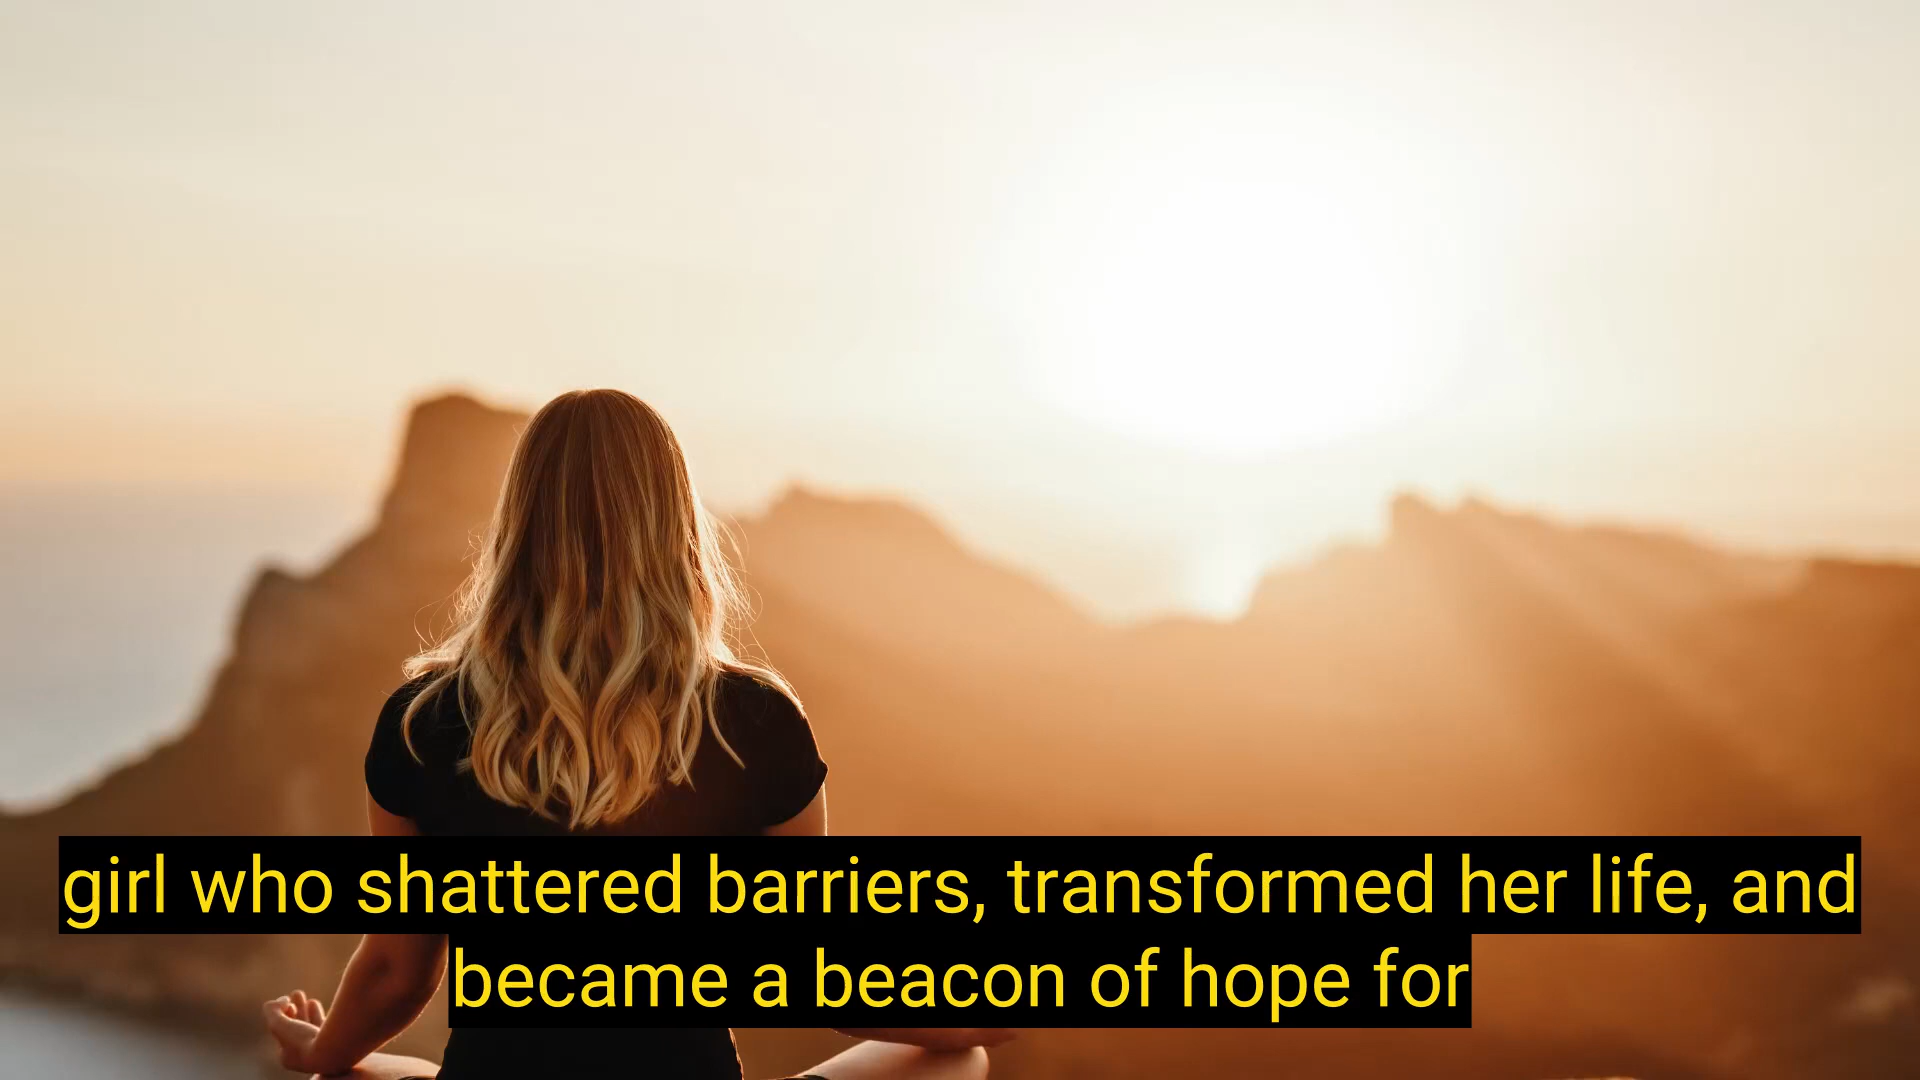 girl who shattered barriers, transformed her life, and
became a beacon of hope for